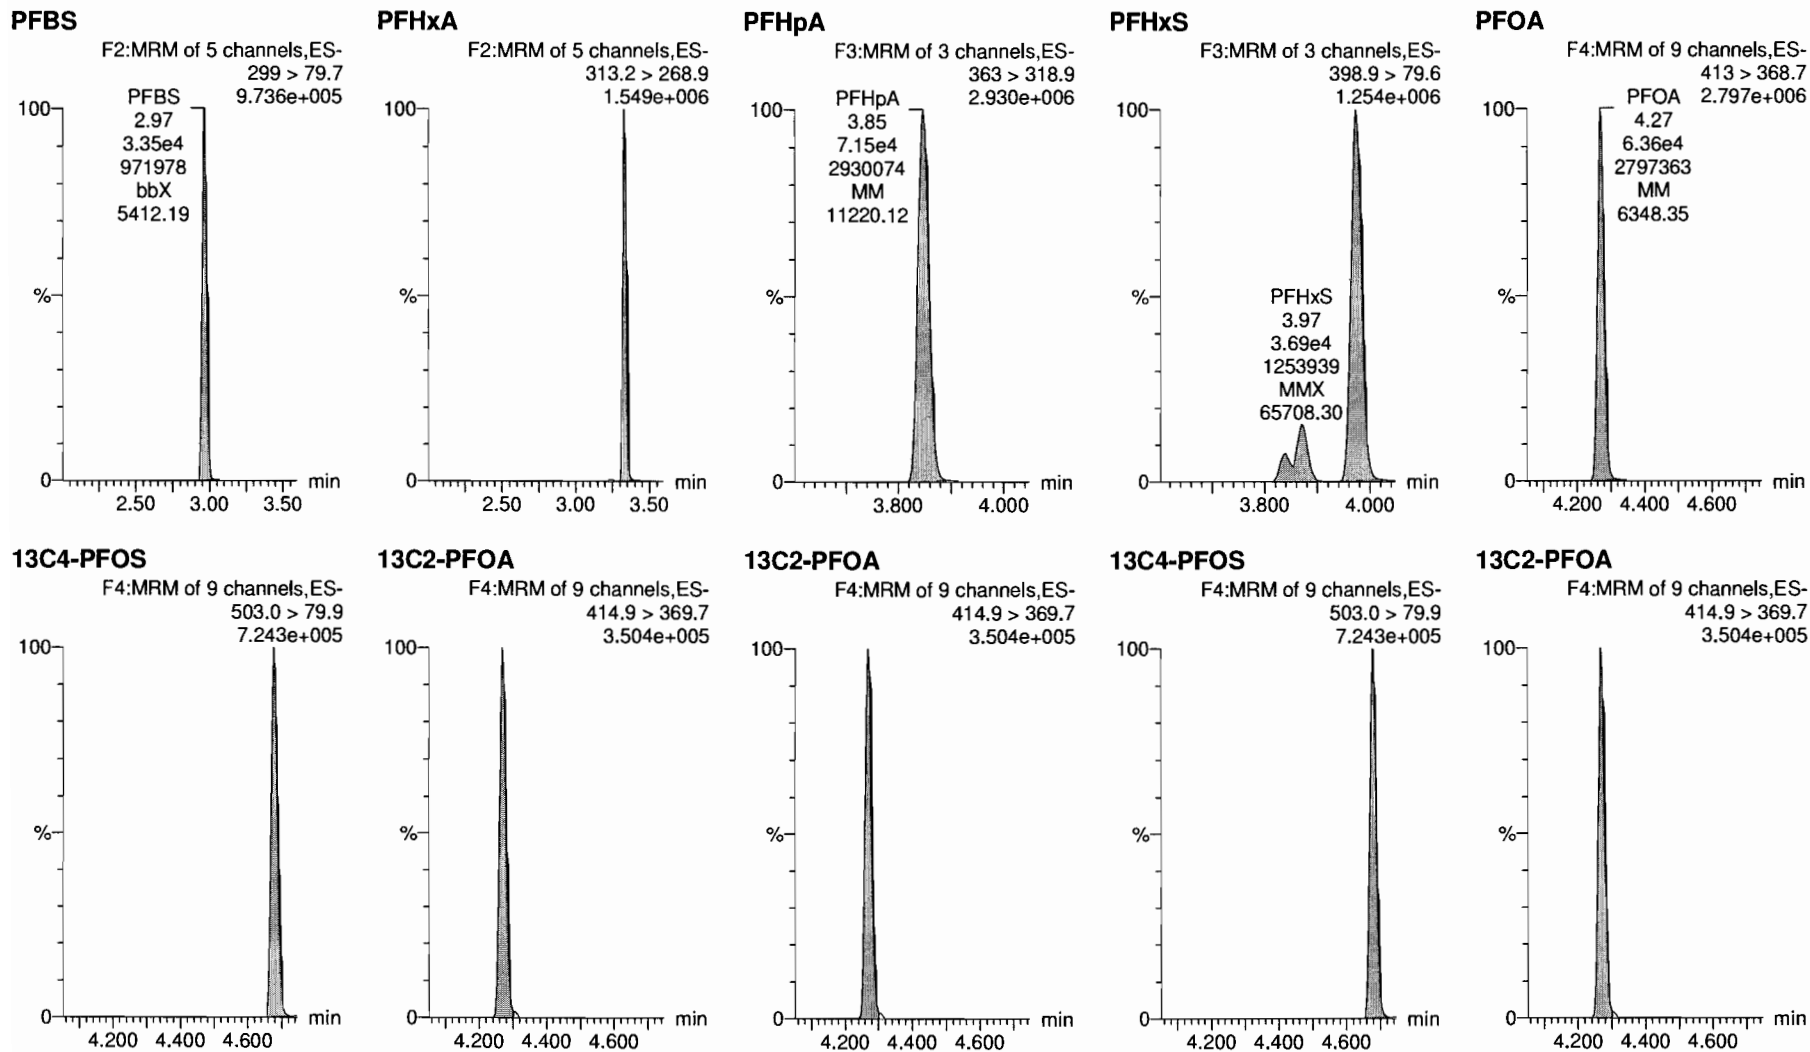 PFBS
F2:MRM of 5 channels,ES-
299 > 79.7
9.736e+005
PFBS
2.97
3.35e4
971978
bbX
5412.19
100
%
0
2.50 3.00 3.50
min
PFHxA
F2:MRM of 5 channels,ES-
313.2 > 268.9
1.549e+006
100
%
0
2.50 3.00 3.50
min
PFHpA
F3:MRM of 3 channels,ES-
363 > 318.9
2.930e+006
PFHpA
3.85
7.15e4
2930074
MM
11220.12
100
%
0
3.800 4.000
min
PFHxS
F3:MRM of 3 channels,ES-
398.9 > 79.6
1.254e+006
100
PFHxS
3.97
3.69e4
1253939
MMX
65708.30
%
0
3.800 4.000
min
PFOA
F4:MRM of 9 channels,ES-
413 > 368.7
2.797e+006
PFOA
4.27
6.36e4
2797363
MM
6348.35
100
%
0
4.200 4.400 4.600
min
13C4-PFOS
F4:MRM of 9 channels,ES-
503.0 > 79.9
7.243e+005
100
%
0
4.200 4.400 4.600
min
13C2-PFOA
F4:MRM of 9 channels,ES-
414.9 > 369.7
3.504e+005
100
%
0
4.200 4.400 4.600
min
13C2-PFOA
F4:MRM of 9 channels,ES-
414.9 > 369.7
3.504e+005
100
%
0
4.200 4.400 4.600
min
13C4-PFOS
F4:MRM of 9 channels,ES-
503.0 > 79.9
7.243e+005
100
%
0
4.200 4.400 4.600
min
13C2-PFOA
F4:MRM of 9 channels,ES-
414.9 > 369.7
3.504e+005
100
%
0
4.200 4.400 4.600
min